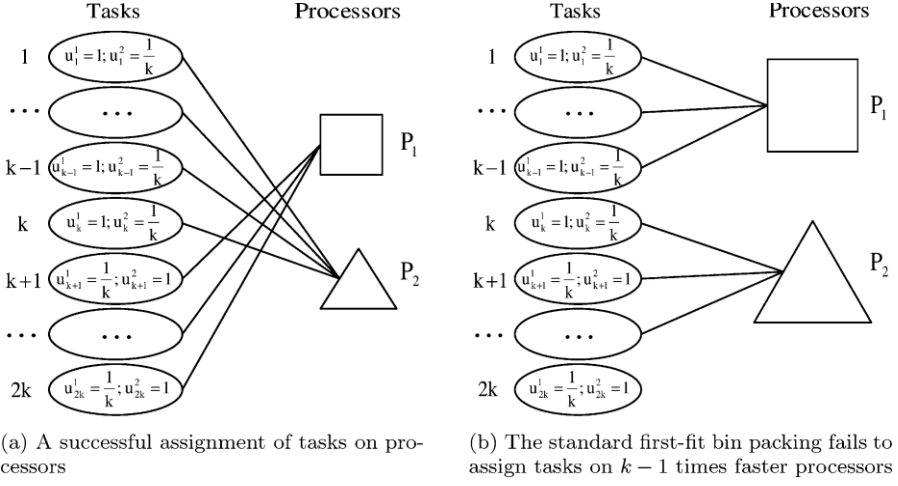 Tasks
Processors
1
u_1^1 = 1; u_1^2 = 1/k
...
...
k−1
u_{k−1}^1 = 1; u_{k−1}^2 = 1/k
k
u_k^1 = 1; u_k^2 = 1/k
k+1
u_{k+1}^1 = 1/k; u_{k+1}^2 = 1
...
...
2k
u_{2k}^1 = 1/k; u_{2k}^2 = 1
P_1
P_2
(a) A successful assignment of tasks on pro-
cessors
Tasks
Processors
1
u_1^1 = 1; u_1^2 = 1/k
...
...
k−1
u_{k−1}^1 = 1; u_{k−1}^2 = 1/k
k
u_k^1 = 1; u_k^2 = 1/k
k+1
u_{k+1}^1 = 1/k; u_{k+1}^2 = 1
...
...
2k
u_{2k}^1 = 1/k; u_{2k}^2 = 1
P_1
P_2
(b) The standard first-fit bin packing fails to
assign tasks on k − 1 times faster processors